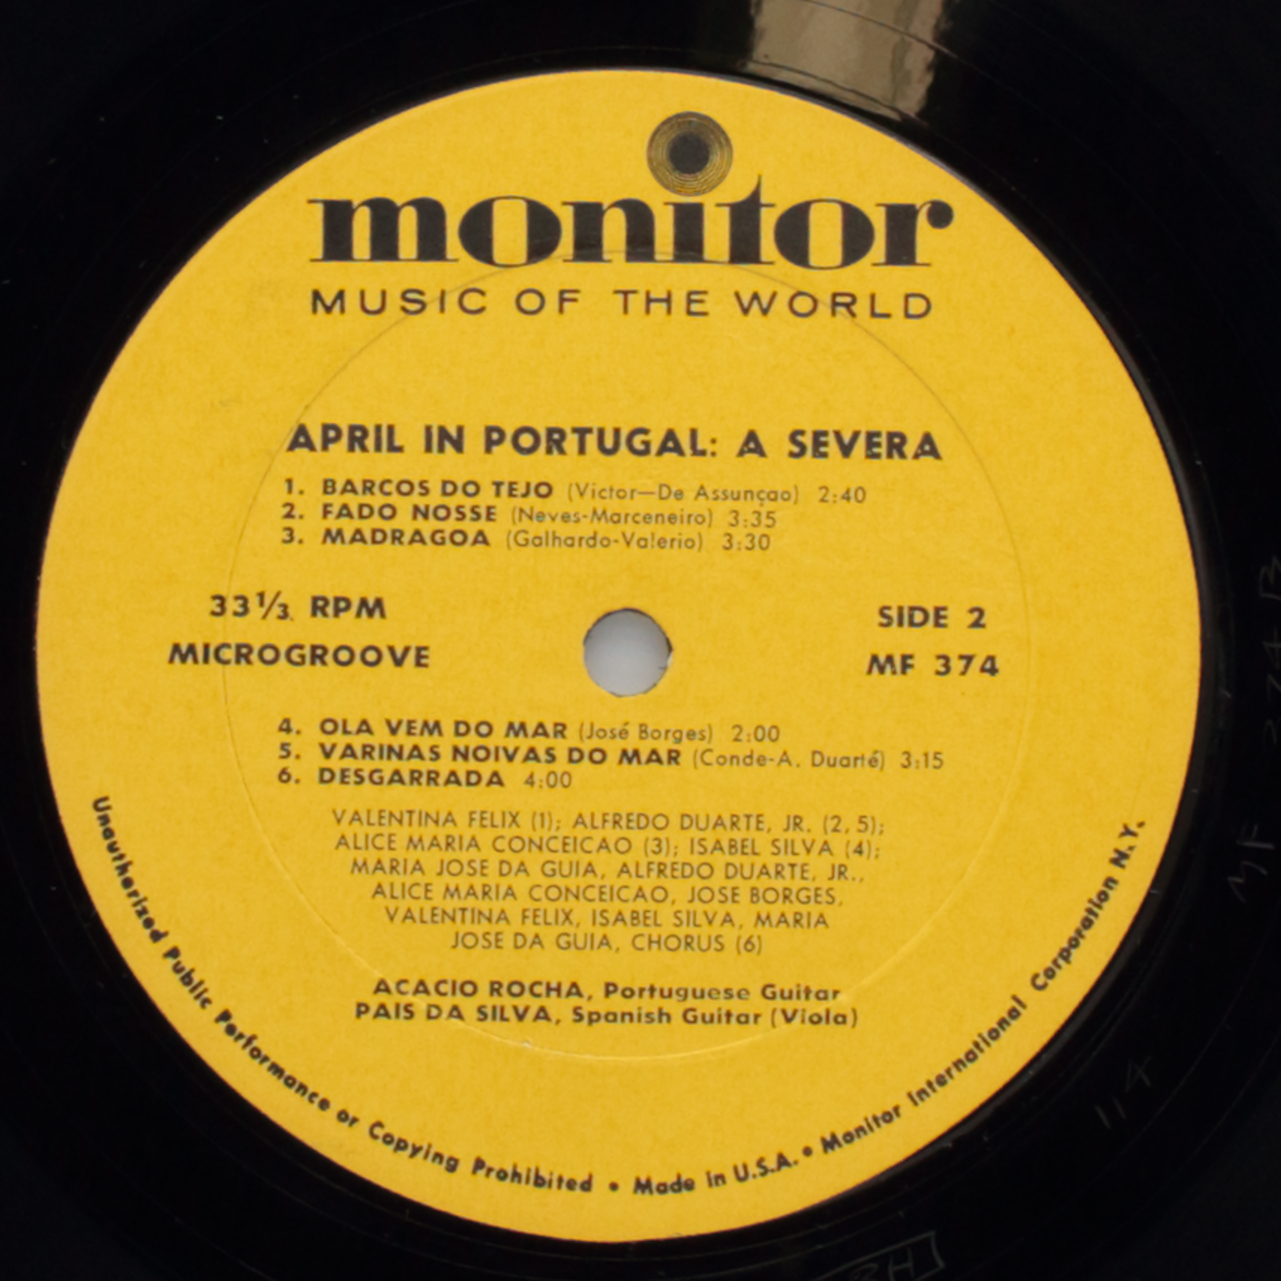 monitor
MUSIC OF THE WORLD
APRIL IN PORTUGAL: A SEVERA
1. BARCOS DO TEJO (Victor—De Assunçao) 2:40
2. FADO NOSSE (Neves-Marceneiro) 3:35
3. MADRAGOA (Galhardo-Valerio) 3:30
33⅓ RPM
MICROGROOVE
SIDE 2
MF 374
4. OLA VEM DO MAR (José Borges) 2:00
5. VARINAS NOIVAS DO MAR (Conde-A. Duarté) 3:15
6. DESGARRADA 4:00
VALENTINA FELIX (1); ALFREDO DUARTE, JR. (2, 5);
ALICE MARIA CONCEICAO (3); ISABEL SILVA (4);
MARIA JOSE DA GUIA, ALFREDO DUARTE, JR.,
ALICE MARIA CONCEICAO, JOSE BORGES,
VALENTINA FELIX, ISABEL SILVA, MARIA
JOSE DA GUIA, CHORUS (6)
ACACIO ROCHA, Portuguese Guitar
PAIS DA SILVA, Spanish Guitar (Viola)
Unauthorized Public Performance or Copying Prohibited • Made in U.S.A. • Monitor International Corporation N.Y.